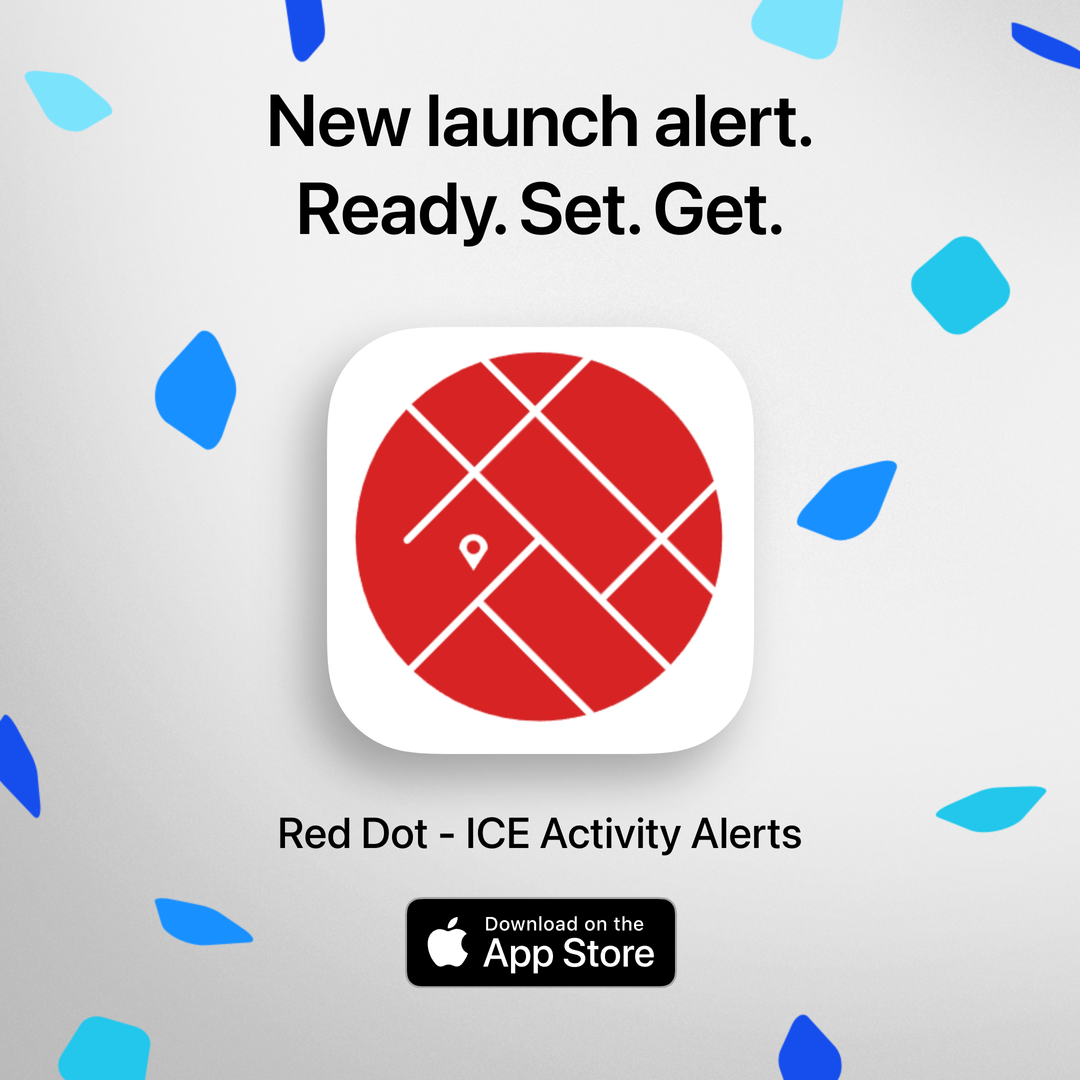 New launch alert.
Ready. Set. Get.
Red Dot - ICE Activity Alerts
Download on the
App Store